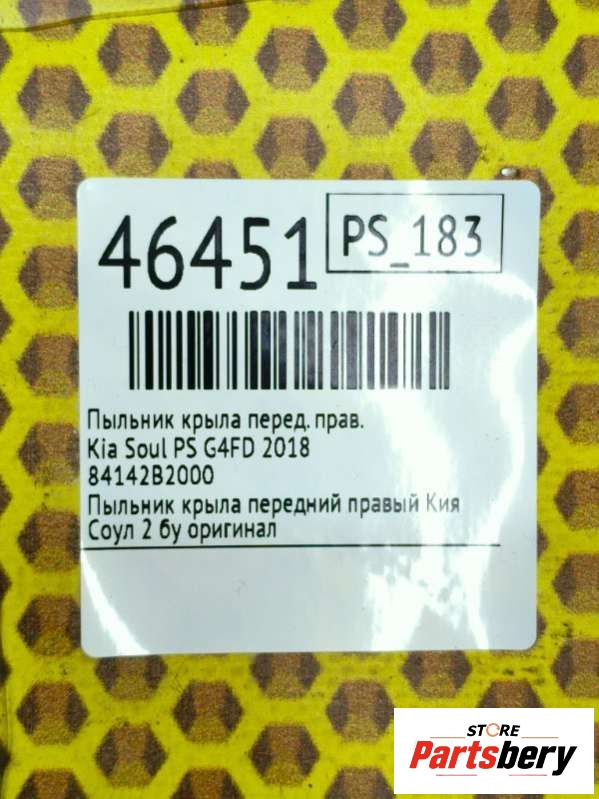 46451
PS_183
Пыльник крыла перед. прав.
Kia Soul PS G4FD 2018
84142B2000
Пыльник крыла передний правый Кия
Соул 2 бу оригинал
STORE
Partsbery